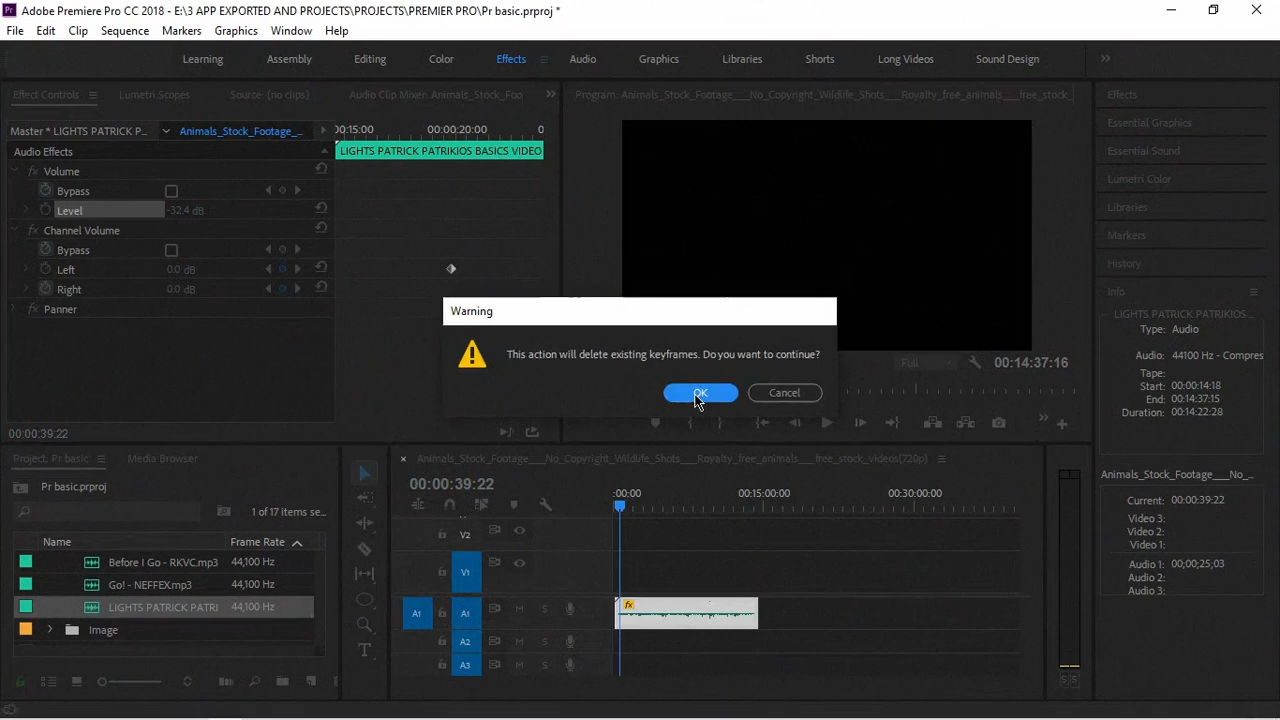 Adobe Premiere Pro CC 2018 - E:\3 APP EXPORTED AND PROJECTS\PROJECTS\PREMIER PRO\Pr basic.prproj *
File Edit Clip Sequence Markers Graphics Window Help
Learning Assembly Editing Color Effects Audio Graphics Libraries Shorts Long Videos Sound Design
Effect Controls Lumetri Scopes Source: (no clips) Audio Clip Mixer: Animals_Stock_Foo
Program: Animals_Stock_Footage___No_Copyright_Wildlife_Shots___Royalty_free_animals___free_stock_
Master * LIGHTS PATRICK P... Animals_Stock_Footage_... :00:15:00 00:00:20:00 0
Audio Effects
LIGHTS PATRICK PATRIKIOS BASICS VIDEO
fx Volume
Bypass
Level -32.4 dB
Channel Volume
Bypass
Left 0.0 dB
Right 0.0 dB
fx Panner
00:00:39:22
Warning
This action will delete existing keyframes. Do you want to continue?
OK Cancel
Full 00:14:37:16
Effects
Essential Graphics
Essential Sound
Lumetri Color
Libraries
Markers
History
Info
LIGHTS PATRICK PATRIKIOS ...
Type: Audio
Audio: 44100 Hz - Compres
Tape:
Start: 00:00:14:18
End: 00:14:37:15
Duration: 00:14:22:28
Animals_Stock_Footage___No_...
Current: 00:00:39:22
Video 3:
Video 2:
Video 1:
Audio 1: 00;00;25;03
Audio 2:
Audio 3:
Project: Pr basic Media Browser
Pr basic.prproj
1 of 17 items se...
Name Frame Rate
Before I Go - RKVC.mp3 44,100 Hz
Go! - NEFFEX.mp3 44,100 Hz
LIGHTS PATRICK PATRI 44,100 Hz
Image
× Animals_Stock_Footage___No_Copyright_Wildlife_Shots___Royalty_free_animals___free_stock_videos(720p)
00:00:39:22
:00:00 00:15:00:00 00:30:00:00
V2
V1
A1 A1 M S fx
A2 M S
A3 M S
S S